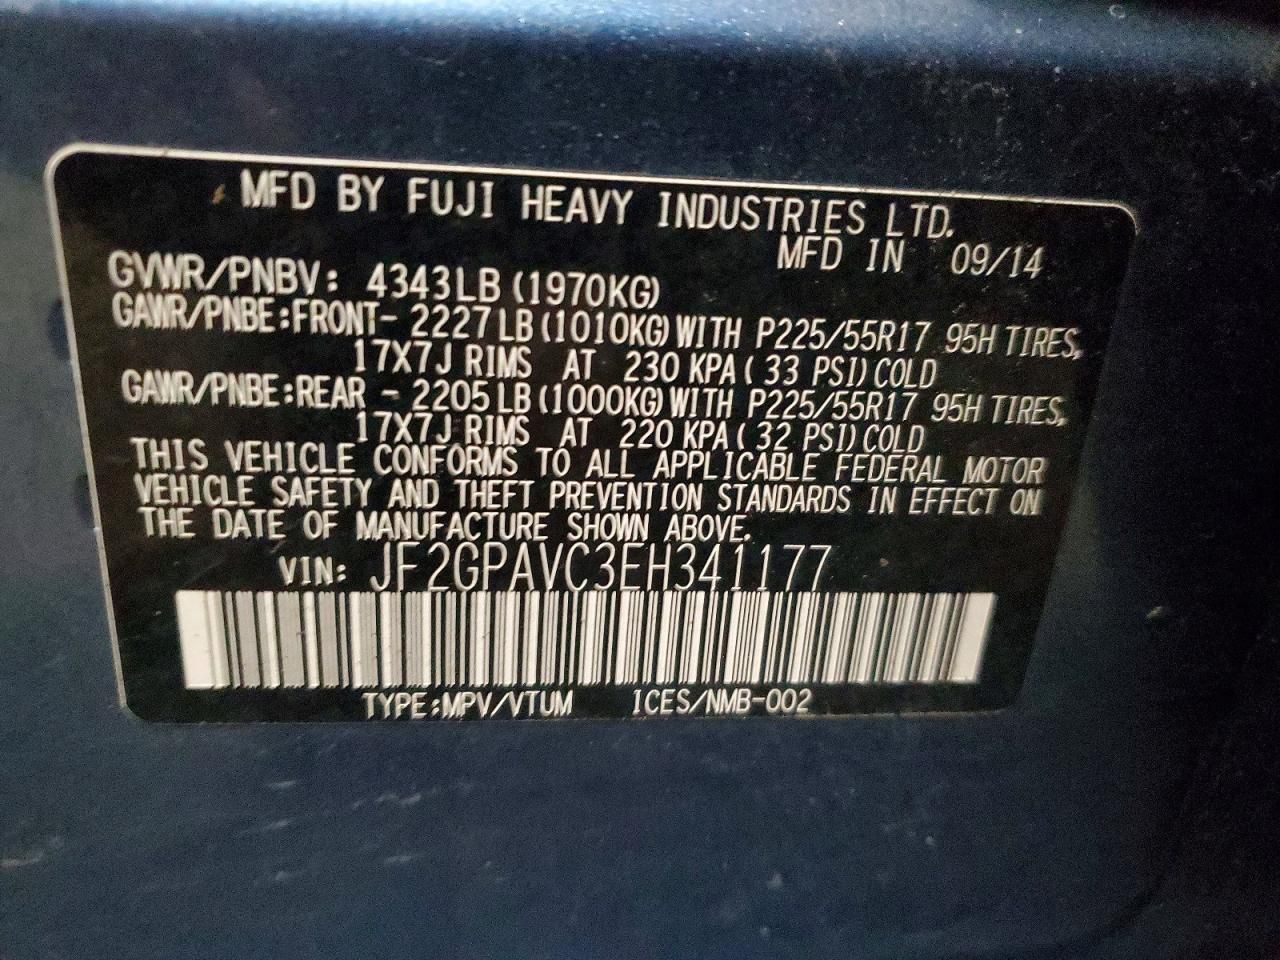 MFD BY FUJI HEAVY INDUSTRIES LTD.
MFD IN 09/14
GVWR/PNBV: 4343LB (1970KG)
GAWR/PNBE:FRONT- 2227LB(1010KG)WITH P225/55R17 95H TIRES,
17X7J RIMS AT 230 KPA( 33 PSI)COLD
GAWR/PNBE:REAR - 2205LB(1000KG)WITH P225/55R17 95H TIRES,
17X7J RIMS AT 220 KPA( 32 PSI)COLD
THIS VEHICLE CONFORMS TO ALL APPLICABLE FEDERAL MOTOR
VEHICLE SAFETY AND THEFT PREVENTION STANDARDS IN EFFECT ON
THE DATE OF MANUFACTURE SHOWN ABOVE.
VIN: JF2GPAVC3EH341177
TYPE:MPV/VTUM ICES/NMB-002